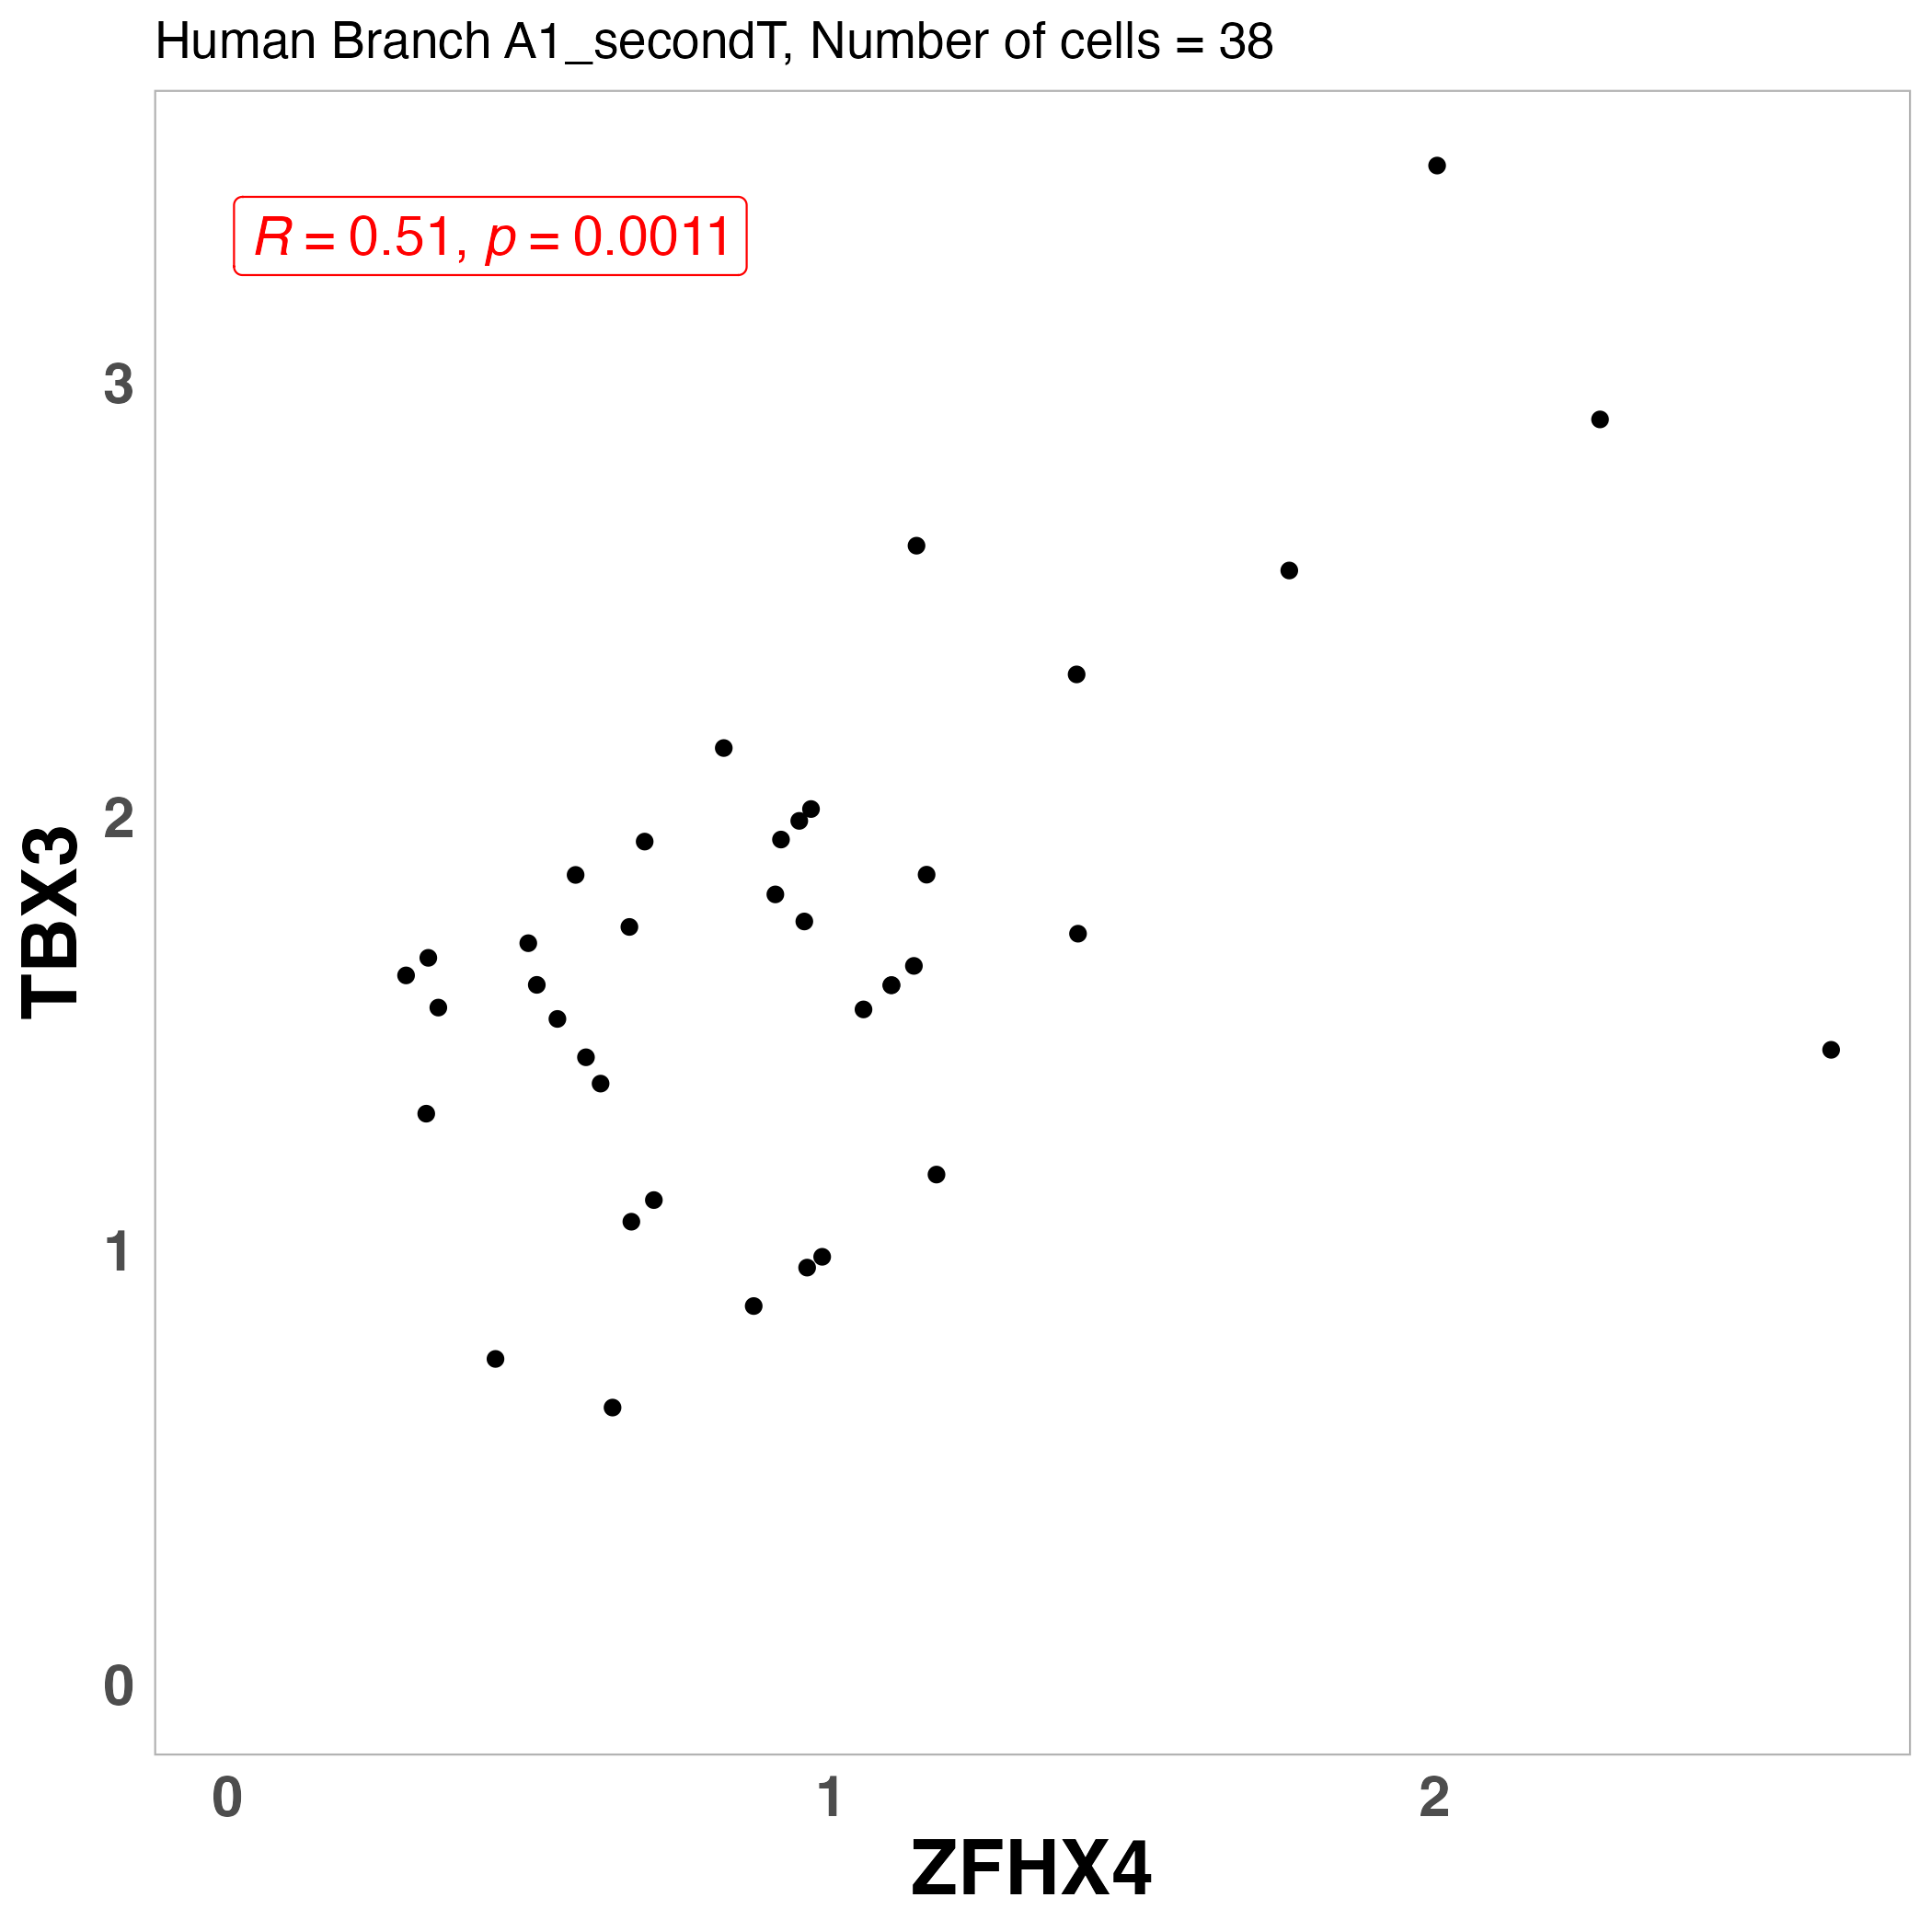 Human Branch A1_secondT, Number of cells = 38
R = 0.51, p = 0.0011
3
2
1
0
TBX3
0 1 2
ZFHX4